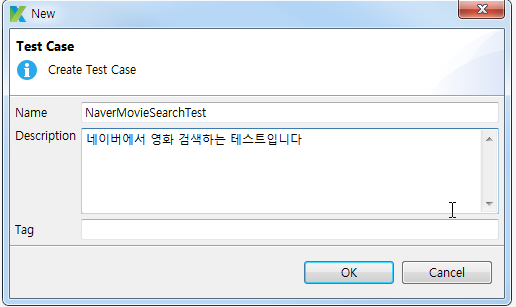 New
Test Case
Create Test Case
Name NaverMovieSearchTest
Description 네이버에서 영화 검색하는 테스트입니다
Tag
OK Cancel